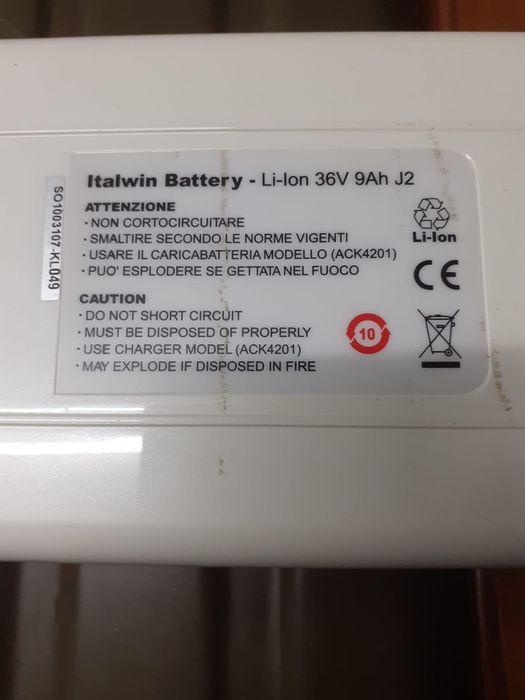 Italwin Battery - Li-Ion 36V 9Ah J2
ATTENZIONE
· NON CORTOCIRCUITARE
· SMALTIRE SECONDO LE NORME VIGENTI
· USARE IL CARICABATTERIA MODELLO (ACK4201)
· PUO' ESPLODERE SE GETTATA NEL FUOCO
Li-Ion
CE
CAUTION
· DO NOT SHORT CIRCUIT
· MUST BE DISPOSED OF PROPERLY
· USE CHARGER MODEL (ACK4201)
· MAY EXPLODE IF DISPOSED IN FIRE
10
SO1003107-KL049